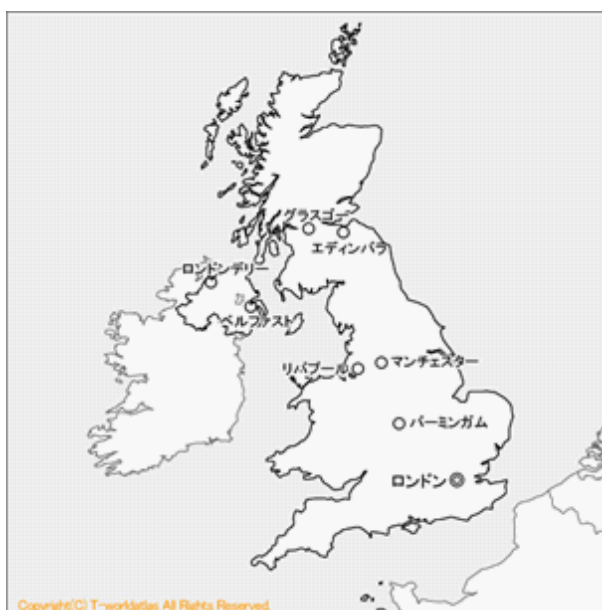 グラスゴー
エディンバラ
ロンドンデリー
ベルファスト
リバプール
マンチェスター
バーミンガム
ロンドン
Copyright(C) T-worldatlas All Rights Reserved.